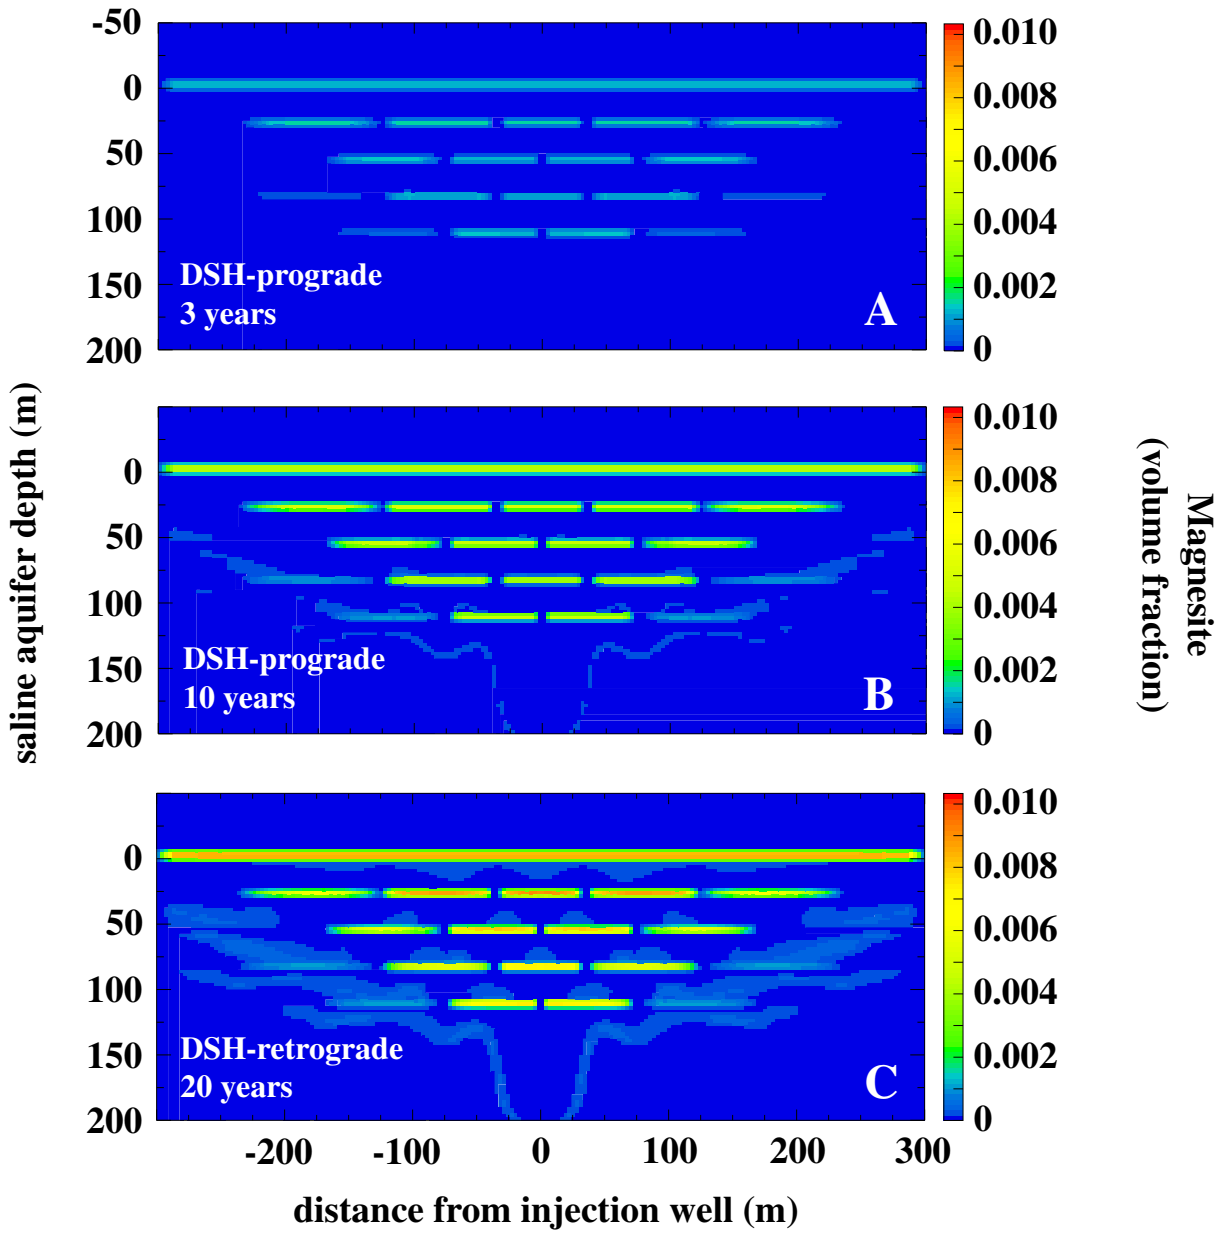 -50
0
50
100
150
200
DSH-prograde
3 years
A
0.010
0.008
0.006
0.004
0.002
0
saline aquifer depth (m)
0
50
100
150
200
DSH-prograde
10 years
B
0.010
0.008
0.006
0.004
0.002
0
Magnesite
(volume fraction)
0
50
100
150
200
DSH-retrograde
20 years
C
0.010
0.008
0.006
0.004
0.002
0
-200 -100 0 100 200 300
distance from injection well (m)